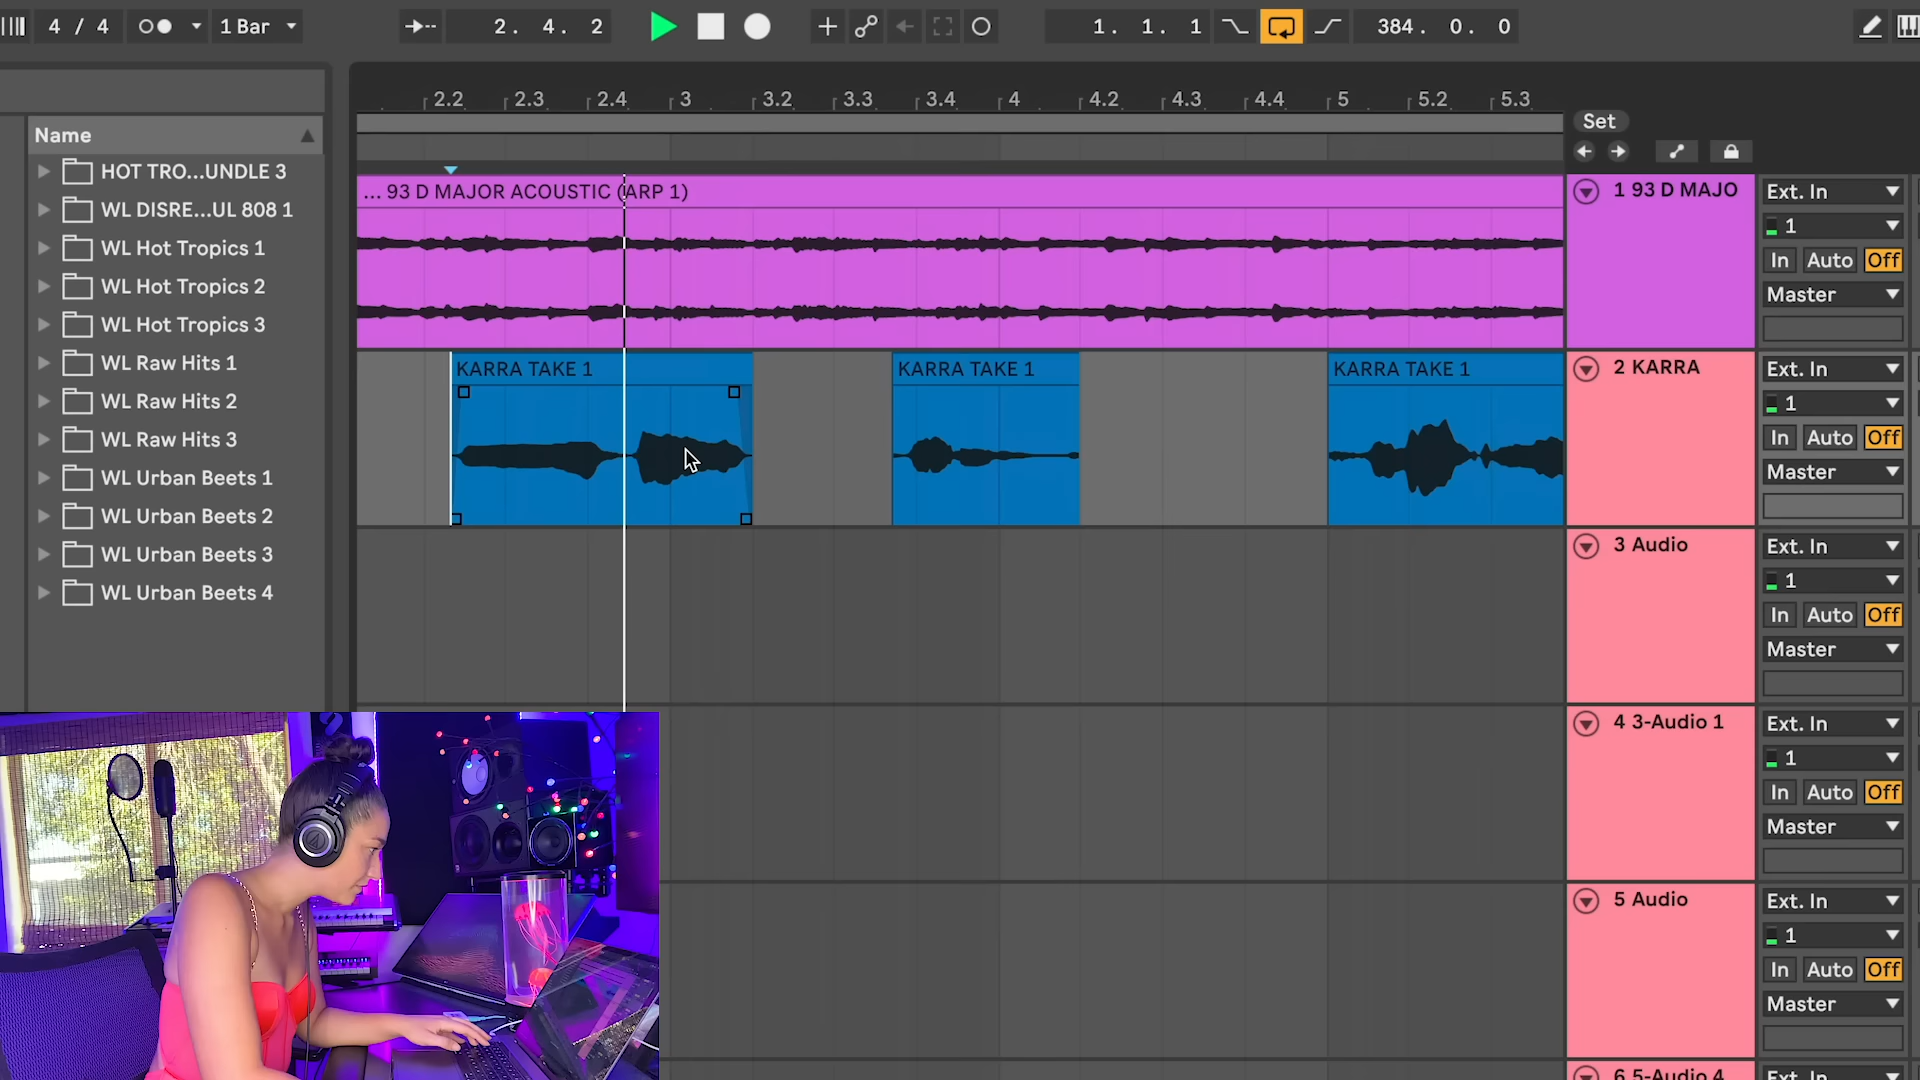 4 / 4
1 Bar
2. 4. 2
1. 1. 1
384. 0. 0
2.2 2.3 2.4 3 3.2 3.3 3.4 4 4.2 4.3 4.4 5 5.2 5.3
Set
Name
HOT TRO...UNDLE 3
WL DISRE...UL 808 1
WL Hot Tropics 1
WL Hot Tropics 2
WL Hot Tropics 3
WL Raw Hits 1
WL Raw Hits 2
WL Raw Hits 3
WL Urban Beets 1
WL Urban Beets 2
WL Urban Beets 3
WL Urban Beets 4
... 93 D MAJOR ACOUSTIC (ARP 1)
KARRA TAKE 1
KARRA TAKE 1
KARRA TAKE 1
1 93 D MAJO
Ext. In
1
In Auto Off
Master
2 KARRA
Ext. In
1
In Auto Off
Master
3 Audio
Ext. In
1
In Auto Off
Master
4 3-Audio 1
Ext. In
1
In Auto Off
Master
5 Audio
Ext. In
1
In Auto Off
Master
6 5-Audio 4
Ext. In